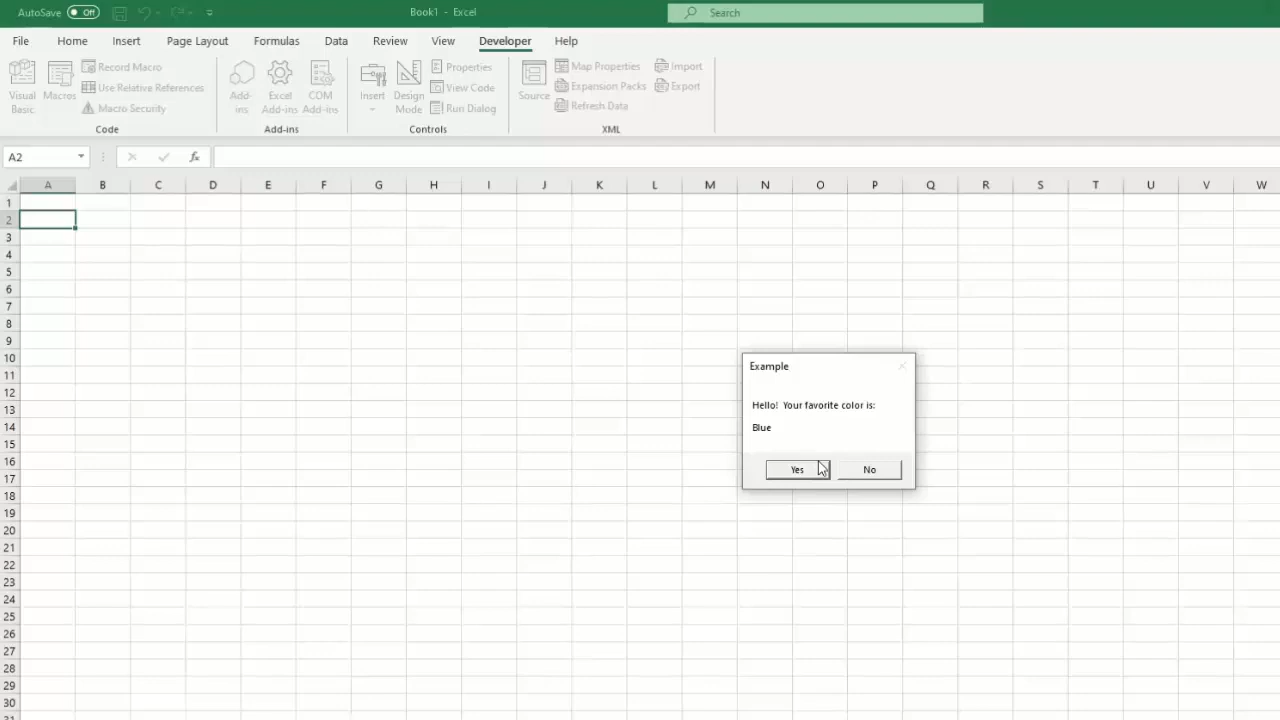 AutoSave Off Book1 - Excel Search
File Home Insert Page Layout Formulas Data Review View Developer Help
Visual Basic
Macros
Record Macro
Use Relative References
Macro Security
Code
Add-ins
Excel Add-ins
COM Add-ins
Add-ins
Insert
Design Mode
Properties
View Code
Run Dialog
Controls
Source
Map Properties
Expansion Packs
Refresh Data
Import
Export
XML
A2 fx
A B C D E F G H I J K L M N O P Q R S T U V W
1
2
3
4
5
6
7
8
9
10
11
12
13
14
15
16
17
18
19
20
21
22
23
24
25
26
27
28
29
30
Example
Hello! Your favorite color is:
Blue
Yes No